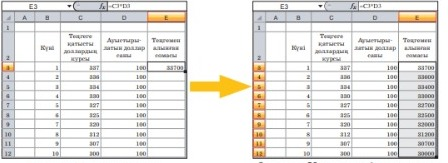 E3 fx =C3*D3
A B C D E
1
2 Күні Теңгеге қатысты доллардың курсы Ауыстыры-латын доллар саны Теңгемен алынған сомасы
3 1 337 100 33700
4 2 336 100
5 3 334 100
6 4 330 100
7 5 327 100
8 6 325 100
9 7 320 100
10 8 312 100
11 9 307 100
12 10 300 100
E3 fx =C3*D3
A B C D E
1
2 Күні Теңгеге қатысты доллардың курсы Ауыстыры-латын доллар саны Теңгемен алынған сомасы
3 1 337 100 33700
4 2 336 100 33600
5 3 334 100 33400
6 4 330 100 33000
7 5 327 100 32700
8 6 325 100 32500
9 7 320 100 32000
10 8 312 100 31200
11 9 307 100 30700
12 10 300 100 30000